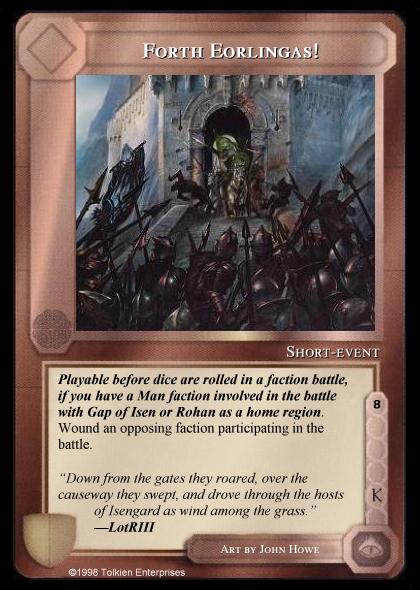 Forth Eorlingas!
Short-event
Playable before dice are rolled in a faction battle,
if you have a Man faction involved in the battle
with Gap of Isen or Rohan as a home region.
Wound an opposing faction participating in the
battle.
“Down from the gates they roared, over the
causeway they swept, and drove through the hosts
of Isengard as wind among the grass.”
—LotRIII
8
K
Art by John Howe
©1998 Tolkien Enterprises